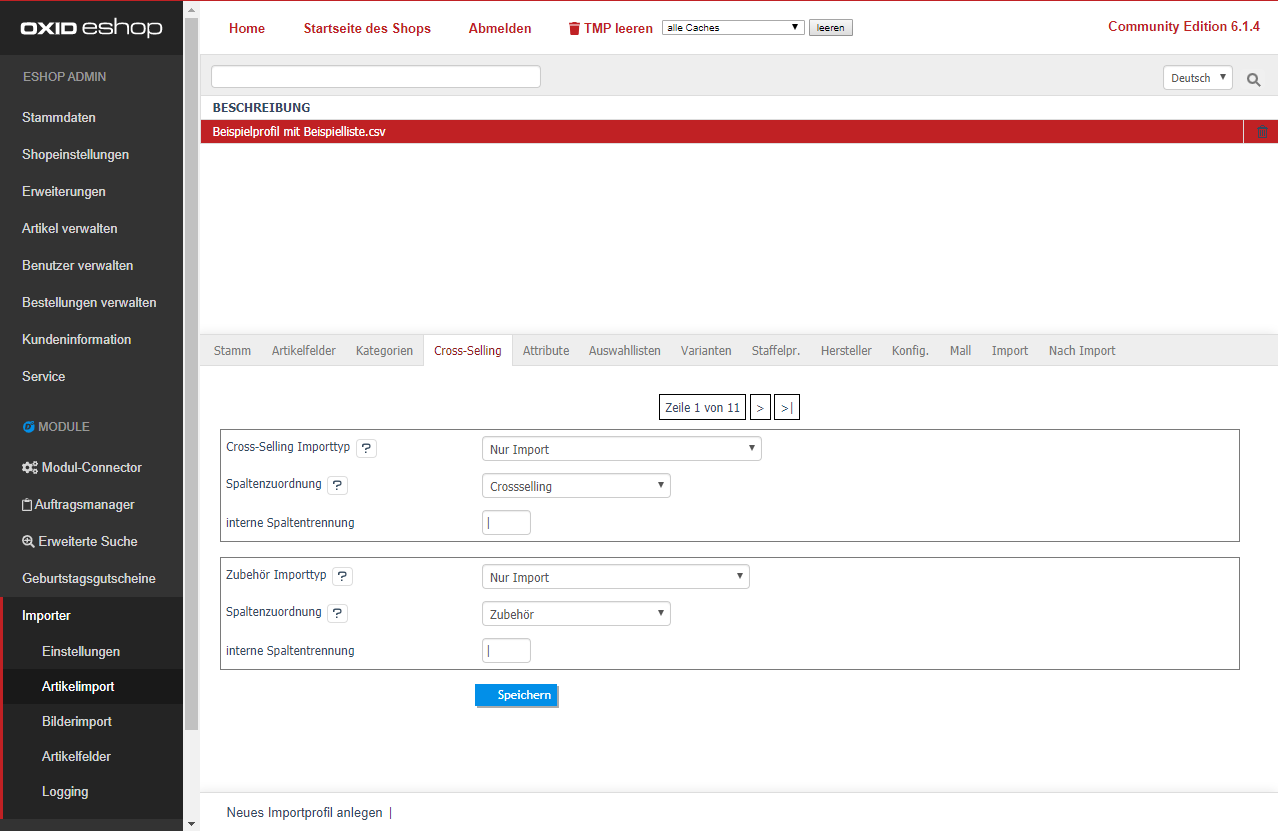 OXID eshop
Home Startseite des Shops Abmelden TMP leeren alle Caches leeren Community Edition 6.1.4
ESHOP ADMIN
Stammdaten
Shopeinstellungen
Erweiterungen
Artikel verwalten
Benutzer verwalten
Bestellungen verwalten
Kundeninformation
Service
MODULE
Modul-Connector
Auftragsmanager
Erweiterte Suche
Geburtstagsgutscheine
Importer
Einstellungen
Artikelimport
Bilderimport
Artikelfelder
Logging
Deutsch
BESCHREIBUNG
Beispielprofil mit Beispielliste.csv
Stamm Artikelfelder Kategorien Cross-Selling Attribute Auswahllisten Varianten Staffelpr. Hersteller Konfig. Mall Import Nach Import
Zeile 1 von 11 > >|
Cross-Selling Importtyp ? Nur Import
Spaltenzuordnung ? Crossselling
interne Spaltentrennung |
Zubehör Importtyp ? Nur Import
Spaltenzuordnung ? Zubehör
interne Spaltentrennung |
Speichern
Neues Importprofil anlegen |